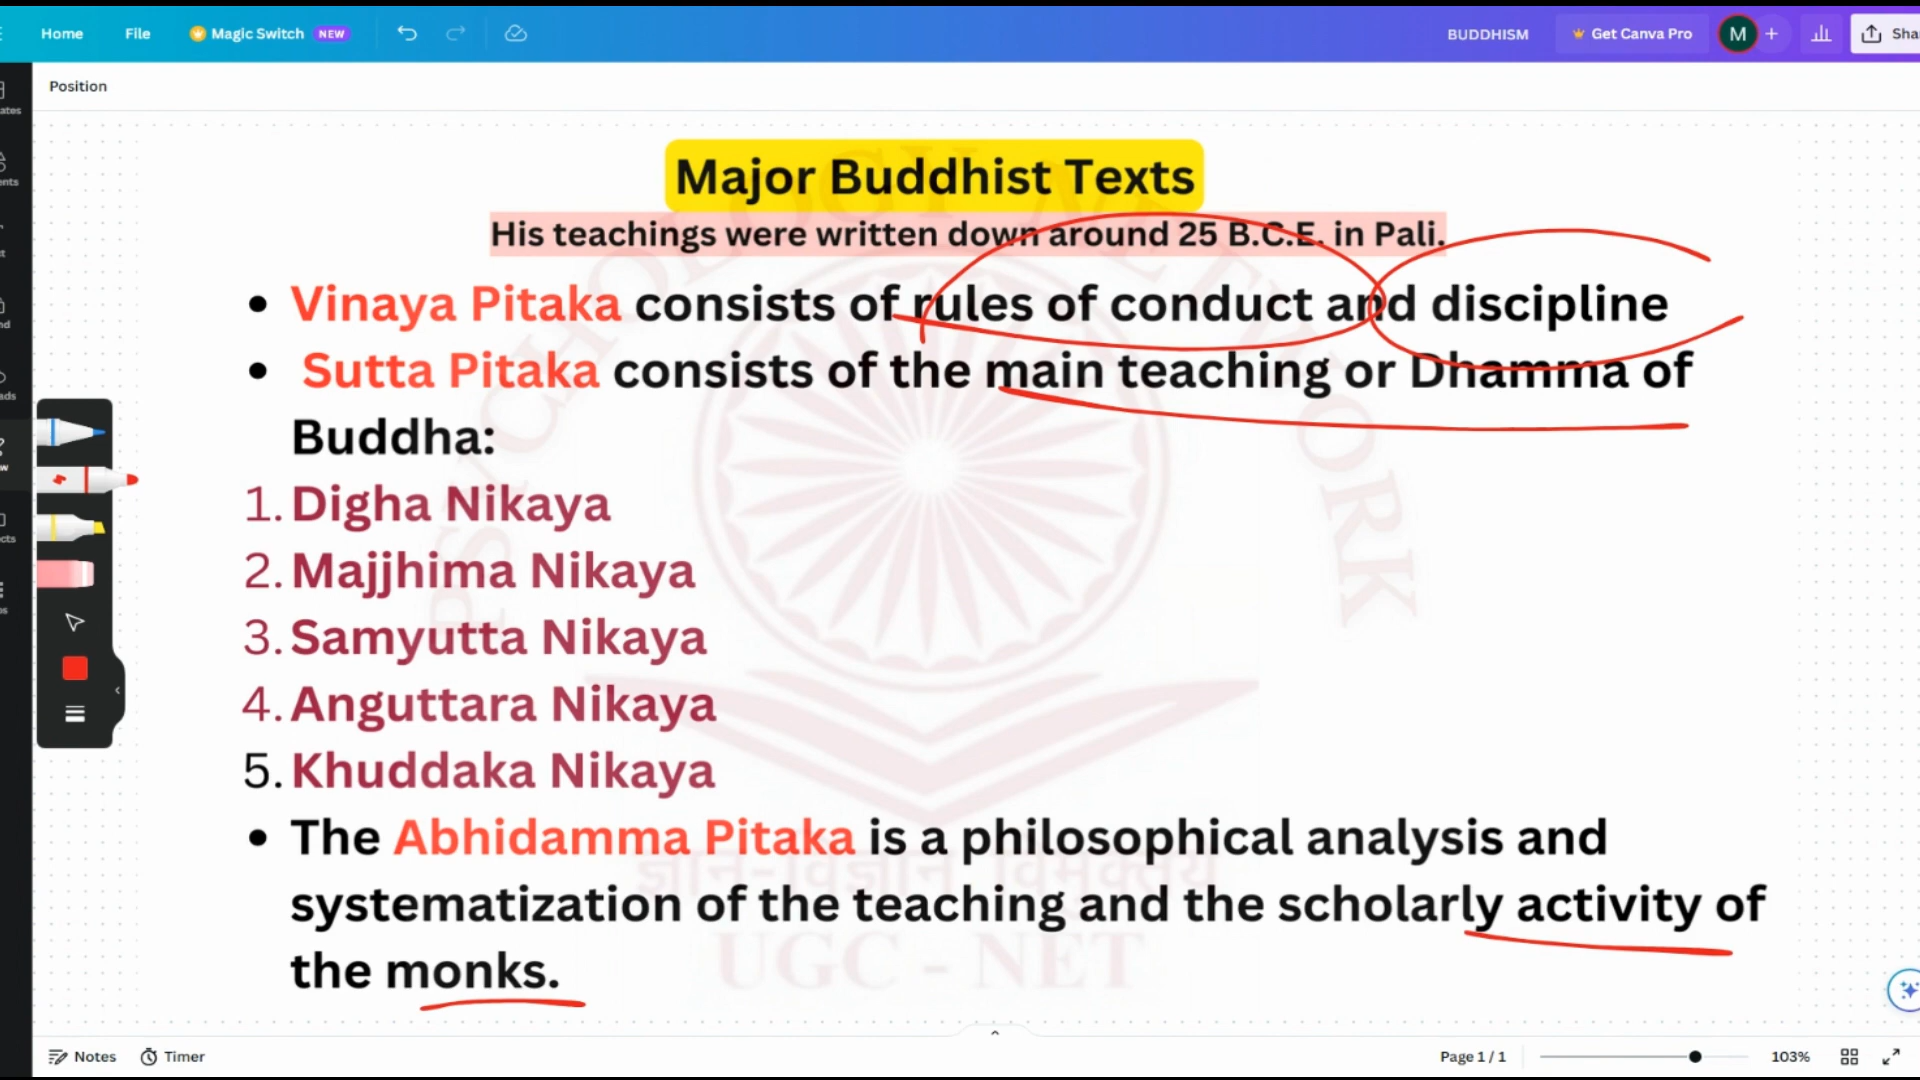 Home File Magic Switch NEW BUDDHISM Get Canva Pro M + Sha
Position
Major Buddhist Texts
His teachings were written down around 25 B.C.E. in Pali.
• Vinaya Pitaka consists of rules of conduct and discipline
• Sutta Pitaka consists of the main teaching or Dhamma of
Buddha:
1. Digha Nikaya
2. Majjhima Nikaya
3. Samyutta Nikaya
4. Anguttara Nikaya
5. Khuddaka Nikaya
• The Abhidamma Pitaka is a philosophical analysis and
systematization of the teaching and the scholarly activity of
the monks.
PSYCHOLOGY NETWORK
ज्ञान-विज्ञान विमुक्तये
UGC - NET
Notes Timer Page 1 / 1 103%